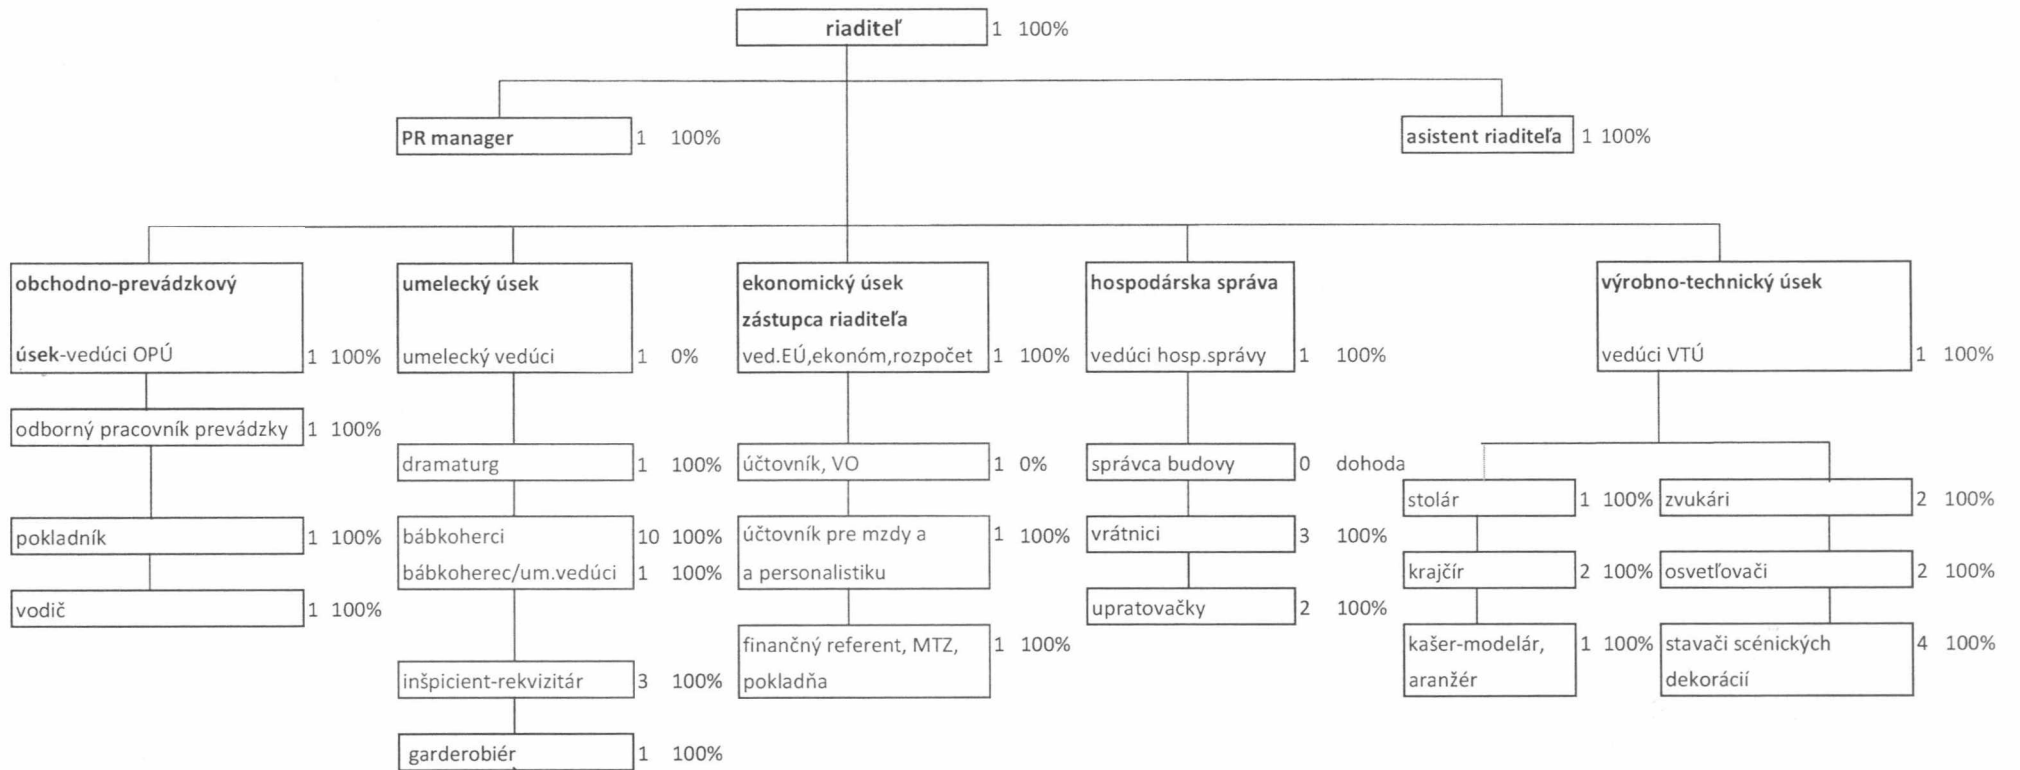 riaditeľ 1 100%
PR manager 1 100%
asistent riaditeľa 1 100%
obchodno-prevádzkový
úsek-vedúci OPÚ 1 100%
odborný pracovník prevádzky 1 100%
pokladník 1 100%
vodič 1 100%
umelecký úsek
umelecký vedúci 1 0%
dramaturg 1 100%
bábkoherci 10 100%
bábkoherec/um.vedúci 1 100%
inšpicient-rekvizitár 3 100%
garderobiér 1 100%
ekonomický úsek
zástupca riaditeľa
ved.EÚ,ekonóm,rozpočet 1 100%
účtovník, VO 1 0%
účtovník pre mzdy a 1 100%
a personalistiku
finančný referent, MTZ, 1 100%
pokladňa
hospodárska správa
vedúci hosp.správy 1 100%
správca budovy 0 dohoda
vrátnici 3 100%
upratovačky 2 100%
výrobno-technický úsek
vedúci VTÚ 1 100%
stolár 1 100%
krajčír 2 100%
kašer-modelár, 1 100%
aranžér
zvukári 2 100%
osvetľovači 2 100%
stavači scénických 4 100%
dekorácií